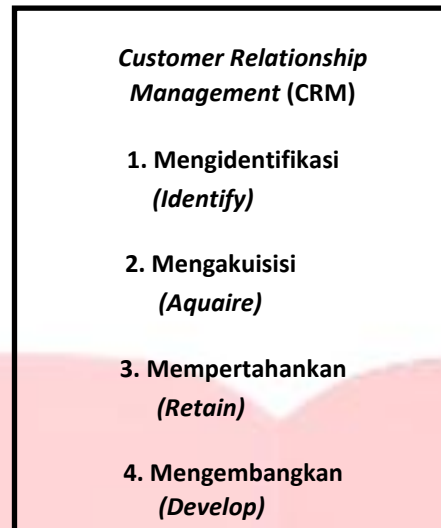 Customer Relationship
Management (CRM)
1. Mengidentifikasi
(Identify)
2. Mengakuisisi
(Aquaire)
3. Mempertahankan
(Retain)
4. Mengembangkan
(Develop)